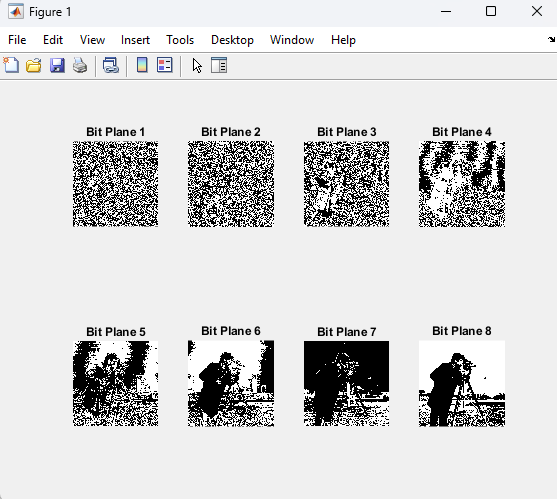 Figure 1
File Edit View Insert Tools Desktop Window Help
Bit Plane 1 Bit Plane 2 Bit Plane 3 Bit Plane 4
Bit Plane 5 Bit Plane 6 Bit Plane 7 Bit Plane 8